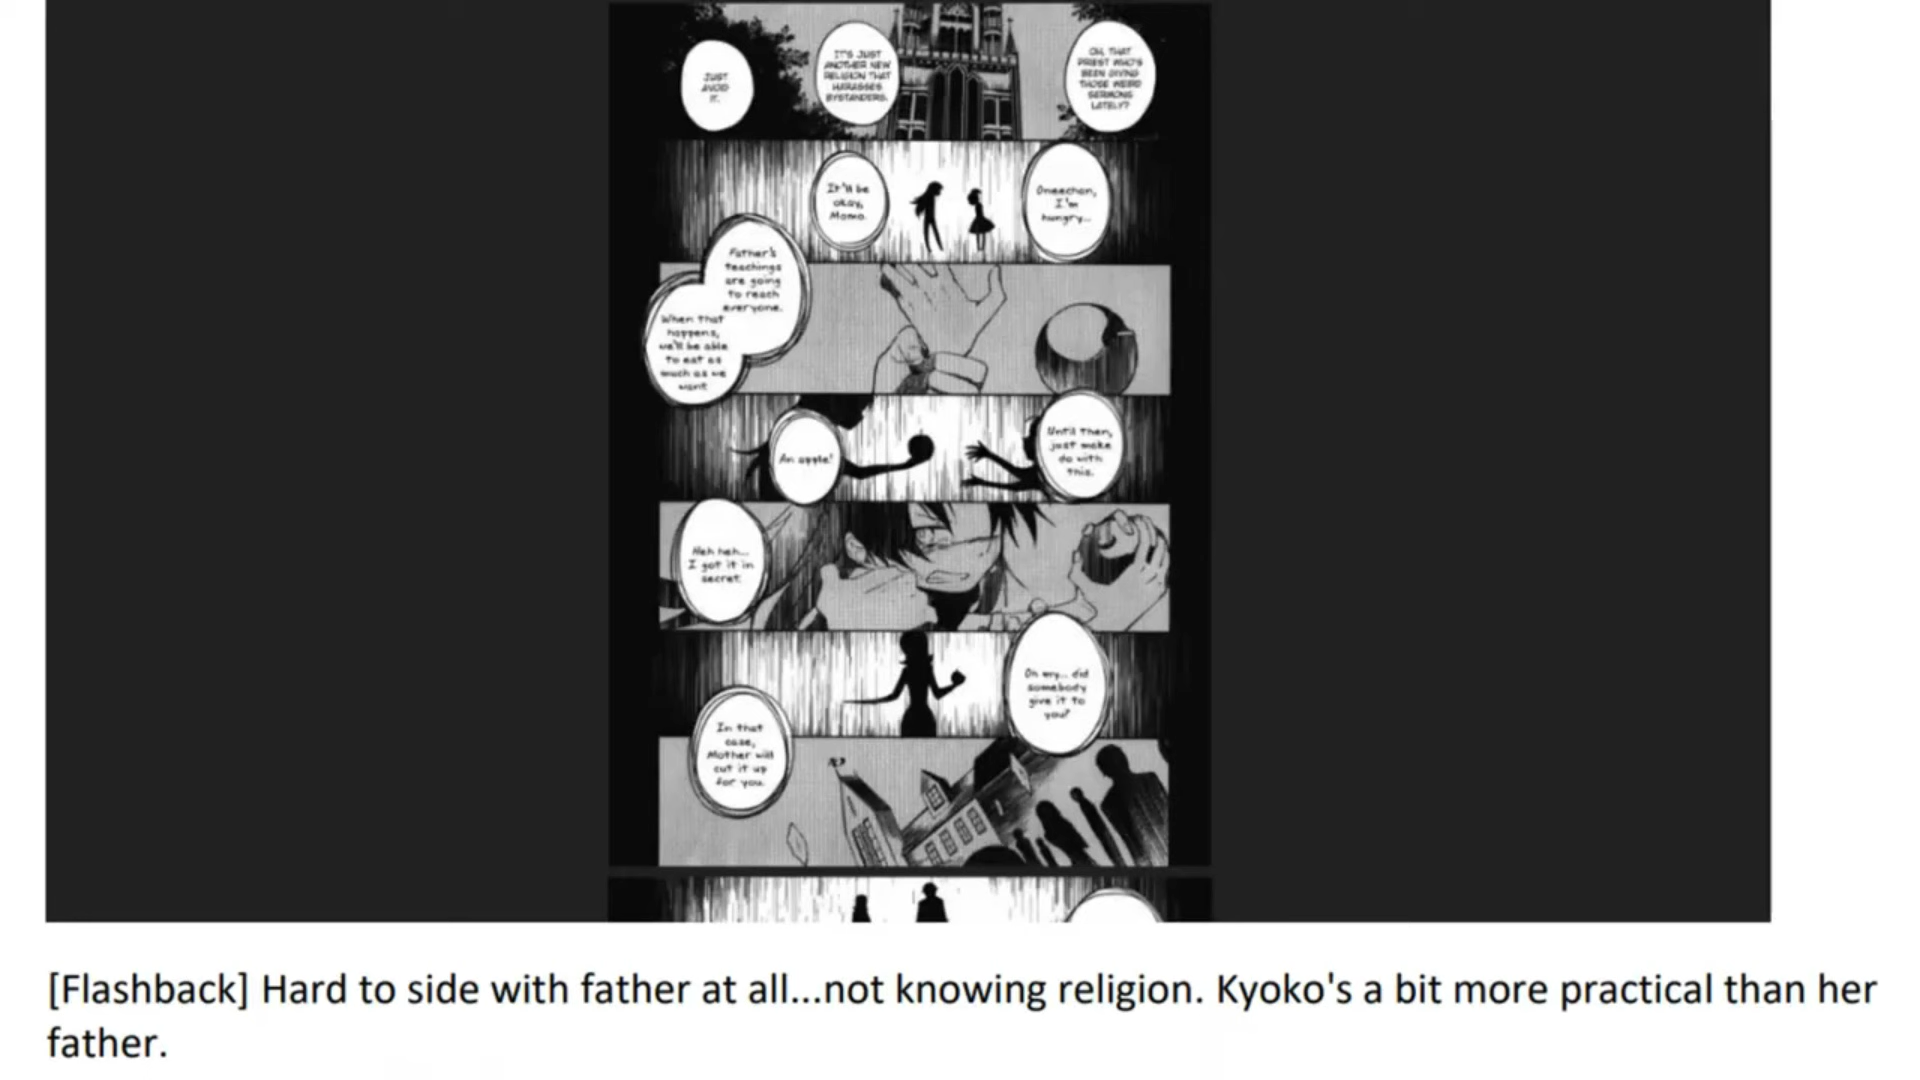 OH, THAT
PRIEST WHO'S
BEEN GIVING
THOSE WEIRD
SERMONS
LATELY?
IT'S JUST
ANOTHER NEW
RELIGION THAT
HARASSES
BYSTANDERS.
JUST
AVOID
IT.
Oneechan,
I'm
hungry...
It'll be
okay,
Momo.
Father's
teachings
are going
to reach
everyone.
When that
happens,
we'll be able
to eat as
much as we
want.
Until then,
just make
do with
this.
An apple!
Heh heh...
I got it in
secret.
Oh my... did
somebody
give it to
you?
In that
case,
Mother will
cut it up
for you.
[Flashback] Hard to side with father at all...not knowing religion. Kyoko's a bit more practical than her
father.